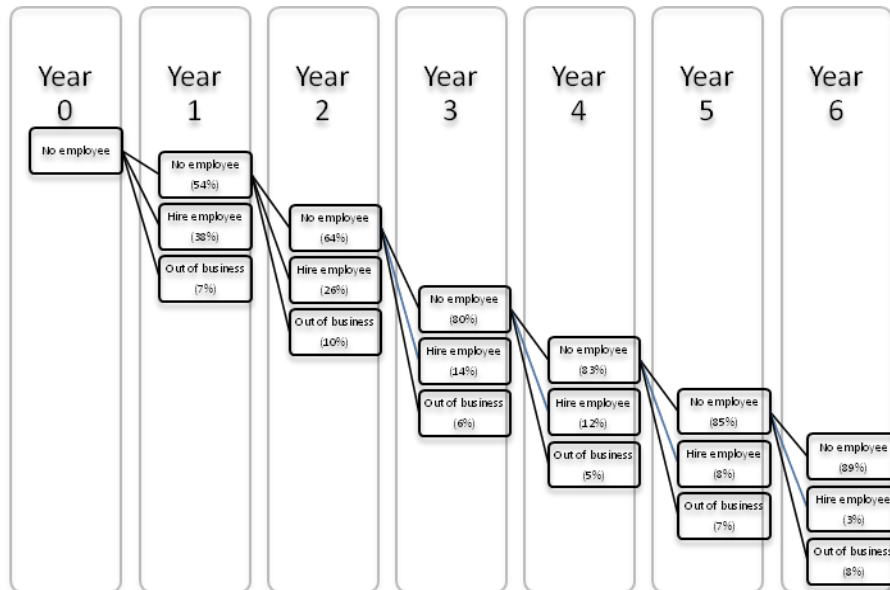 Year
0
Year
1
Year
2
Year
3
Year
4
Year
5
Year
6
No employee
No employee
(54%)
Hire employee
(38%)
Out of business
(7%)
No employee
(64%)
Hire employee
(26%)
Out of business
(10%)
No employee
(80%)
Hire employee
(14%)
Out of business
(6%)
No employee
(83%)
Hire employee
(12%)
Out of business
(5%)
No employee
(85%)
Hire employee
(8%)
Out of business
(7%)
No employee
(89%)
Hire employee
(3%)
Out of business
(8%)